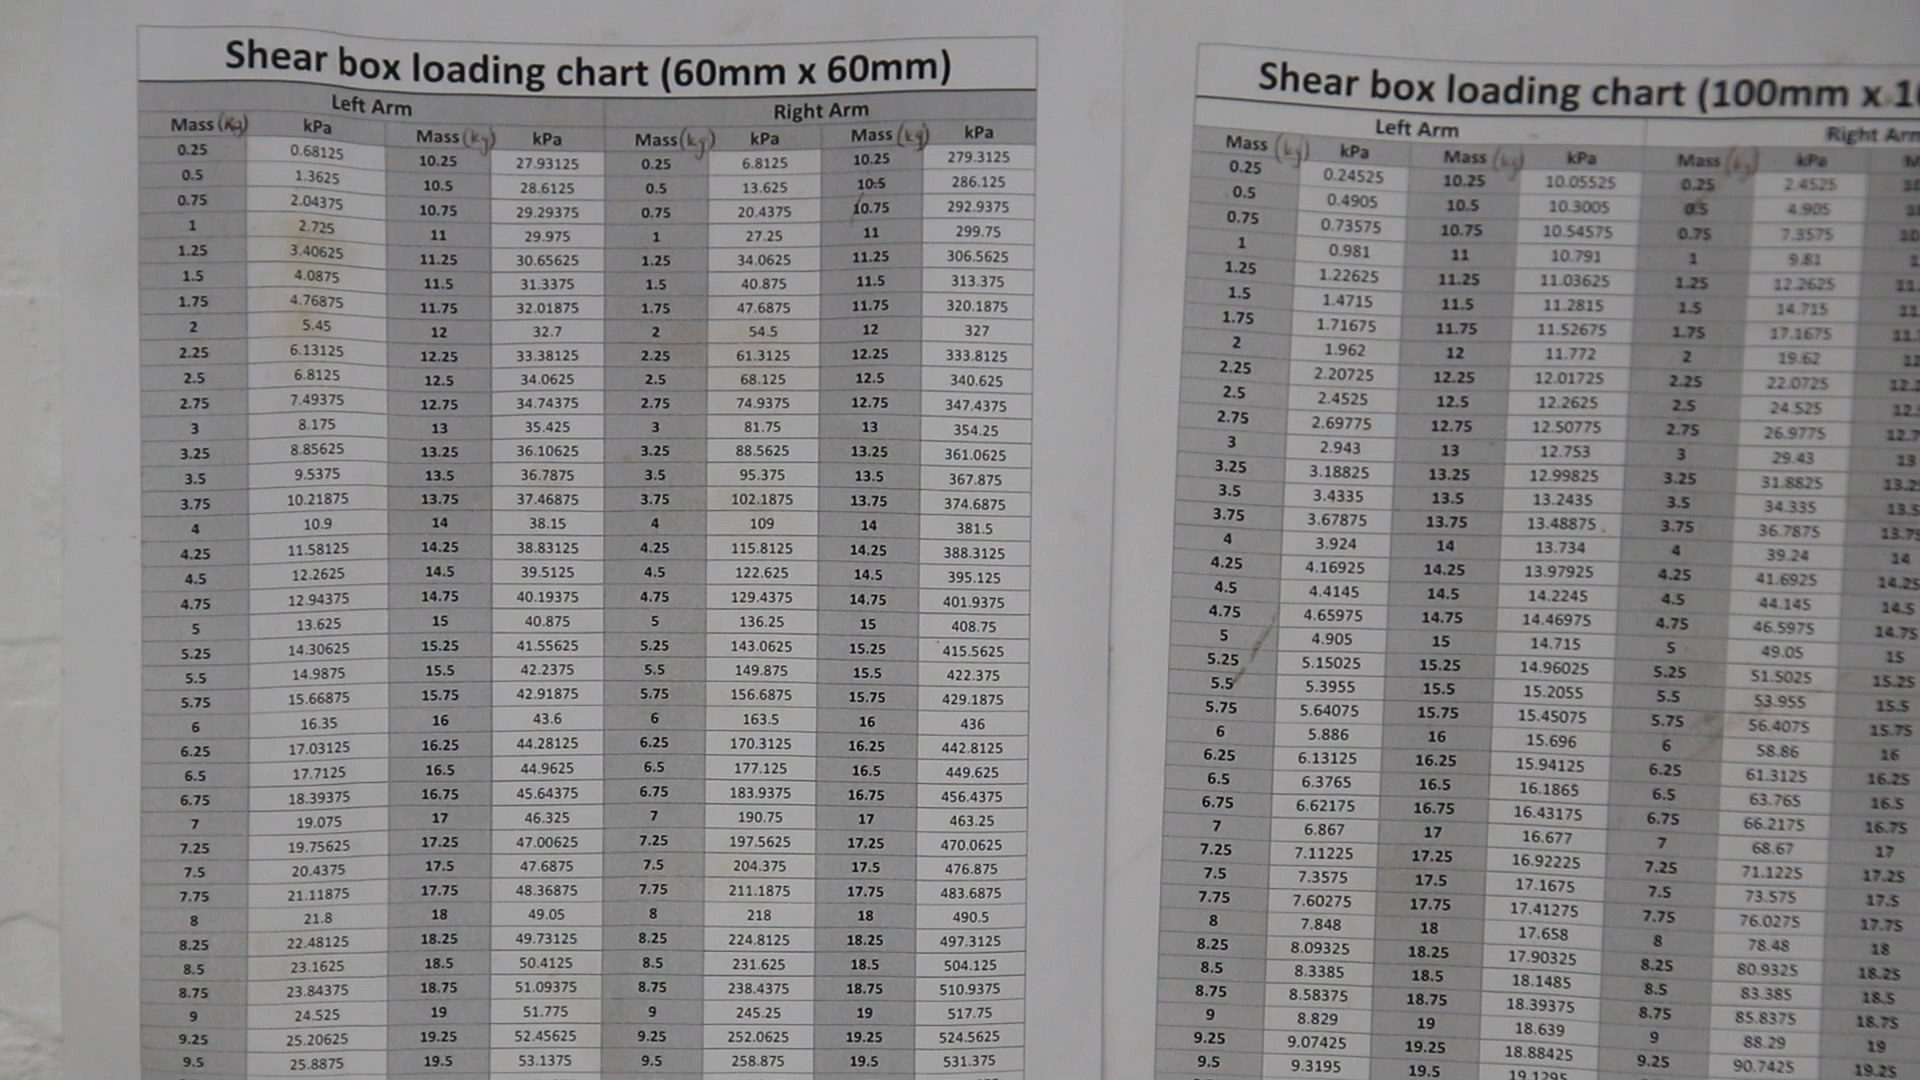 Shear box loading chart (60mm x 60mm)
Left Arm Right Arm
Mass (kg) kPa Mass (kg) kPa Mass (kg) kPa Mass (kg) kPa
0.25 0.68125 10.25 27.93125 0.25 6.8125 10.25 279.3125
0.5 1.3625 10.5 28.6125 0.5 13.625 10.5 286.125
0.75 2.04375 10.75 29.29375 0.75 20.4375 10.75 292.9375
1 2.725 11 29.975 1 27.25 11 299.75
1.25 3.40625 11.25 30.65625 1.25 34.0625 11.25 306.5625
1.5 4.0875 11.5 31.3375 1.5 40.875 11.5 313.375
1.75 4.76875 11.75 32.01875 1.75 47.6875 11.75 320.1875
2 5.45 12 32.7 2 54.5 12 327
2.25 6.13125 12.25 33.38125 2.25 61.3125 12.25 333.8125
2.5 6.8125 12.5 34.0625 2.5 68.125 12.5 340.625
2.75 7.49375 12.75 34.74375 2.75 74.9375 12.75 347.4375
3 8.175 13 35.425 3 81.75 13 354.25
3.25 8.85625 13.25 36.10625 3.25 88.5625 13.25 361.0625
3.5 9.5375 13.5 36.7875 3.5 95.375 13.5 367.875
3.75 10.21875 13.75 37.46875 3.75 102.1875 13.75 374.6875
4 10.9 14 38.15 4 109 14 381.5
4.25 11.58125 14.25 38.83125 4.25 115.8125 14.25 388.3125
4.5 12.2625 14.5 39.5125 4.5 122.625 14.5 395.125
4.75 12.94375 14.75 40.19375 4.75 129.4375 14.75 401.9375
5 13.625 15 40.875 5 136.25 15 408.75
5.25 14.30625 15.25 41.55625 5.25 143.0625 15.25 415.5625
5.5 14.9875 15.5 42.2375 5.5 149.875 15.5 422.375
5.75 15.66875 15.75 42.91875 5.75 156.6875 15.75 429.1875
6 16.35 16 43.6 6 163.5 16 436
6.25 17.03125 16.25 44.28125 6.25 170.3125 16.25 442.8125
6.5 17.7125 16.5 44.9625 6.5 177.125 16.5 449.625
6.75 18.39375 16.75 45.64375 6.75 183.9375 16.75 456.4375
7 19.075 17 46.325 7 190.75 17 463.25
7.25 19.75625 17.25 47.00625 7.25 197.5625 17.25 470.0625
7.5 20.4375 17.5 47.6875 7.5 204.375 17.5 476.875
7.75 21.11875 17.75 48.36875 7.75 211.1875 17.75 483.6875
8 21.8 18 49.05 8 218 18 490.5
8.25 22.48125 18.25 49.73125 8.25 224.8125 18.25 497.3125
8.5 23.1625 18.5 50.4125 8.5 231.625 18.5 504.125
8.75 23.84375 18.75 51.09375 8.75 238.4375 18.75 510.9375
9 24.525 19 51.775 9 245.25 19 517.75
9.25 25.20625 19.25 52.45625 9.25 252.0625 19.25 524.5625
9.5 25.8875 19.5 53.1375 9.5 258.875 19.5 531.375
Shear box loading chart (100mm x
Left Arm Right Arm
Mass (kg) kPa Mass (kg) kPa Mass (kg) kPa
0.25 0.24525 10.25 10.05525 0.25 2.4525
0.5 0.4905 10.5 10.3005 0.5 4.905
0.75 0.73575 10.75 10.54575 0.75 7.3575
1 0.981 11 10.791 1 9.81
1.25 1.22625 11.25 11.03625 1.25 12.2625
1.5 1.4715 11.5 11.2815 1.5 14.715
1.75 1.71675 11.75 11.52675 1.75 17.1675
2 1.962 12 11.772 2 19.62
2.25 2.20725 12.25 12.01725 2.25 22.0725
2.5 2.4525 12.5 12.2625 2.5 24.525
2.75 2.69775 12.75 12.50775 2.75 26.9775
3 2.943 13 12.753 3 29.43 13
3.25 3.18825 13.25 12.99825 3.25 31.8825
3.5 3.4335 13.5 13.2435 3.5 34.335 13.5
3.75 3.67875 13.75 13.48875 3.75 36.7875 13.75
4 3.924 14 13.734 4 39.24 14
4.25 4.16925 14.25 13.97925 4.25 41.6925 14.25
4.5 4.4145 14.5 14.2245 4.5 44.145 14.5
4.75 4.65975 14.75 14.46975 4.75 46.5975 14.75
5 4.905 15 14.715 5 49.05 15
5.25 5.15025 15.25 14.96025 5.25 51.5025 15.25
5.5 5.3955 15.5 15.2055 5.5 53.955 15.5
5.75 5.64075 15.75 15.45075 5.75 56.4075 15.75
6 5.886 16 15.696 6 58.86 16
6.25 6.13125 16.25 15.94125 6.25 61.3125 16.25
6.5 6.3765 16.5 16.1865 6.5 63.765 16.5
6.75 6.62175 16.75 16.43175 6.75 66.2175 16.75
7 6.867 17 16.677 7 68.67 17
7.25 7.11225 17.25 16.92225 7.25 71.1225 17.25
7.5 7.3575 17.5 17.1675 7.5 73.575 17.5
7.75 7.60275 17.75 17.41275 7.75 76.0275 17.75
8 7.848 18 17.658 8 78.48 18
8.25 8.09325 18.25 17.90325 8.25 80.9325 18.25
8.5 8.3385 18.5 18.1485 8.5 83.385 18.5
8.75 8.58375 18.75 18.39375 8.75 85.8375 18.75
9 8.829 19 18.639 9 88.29 19
9.25 9.07425 19.25 18.88425 9.25 90.7425 19.25
9.5 9.3195 19.5 19.1295